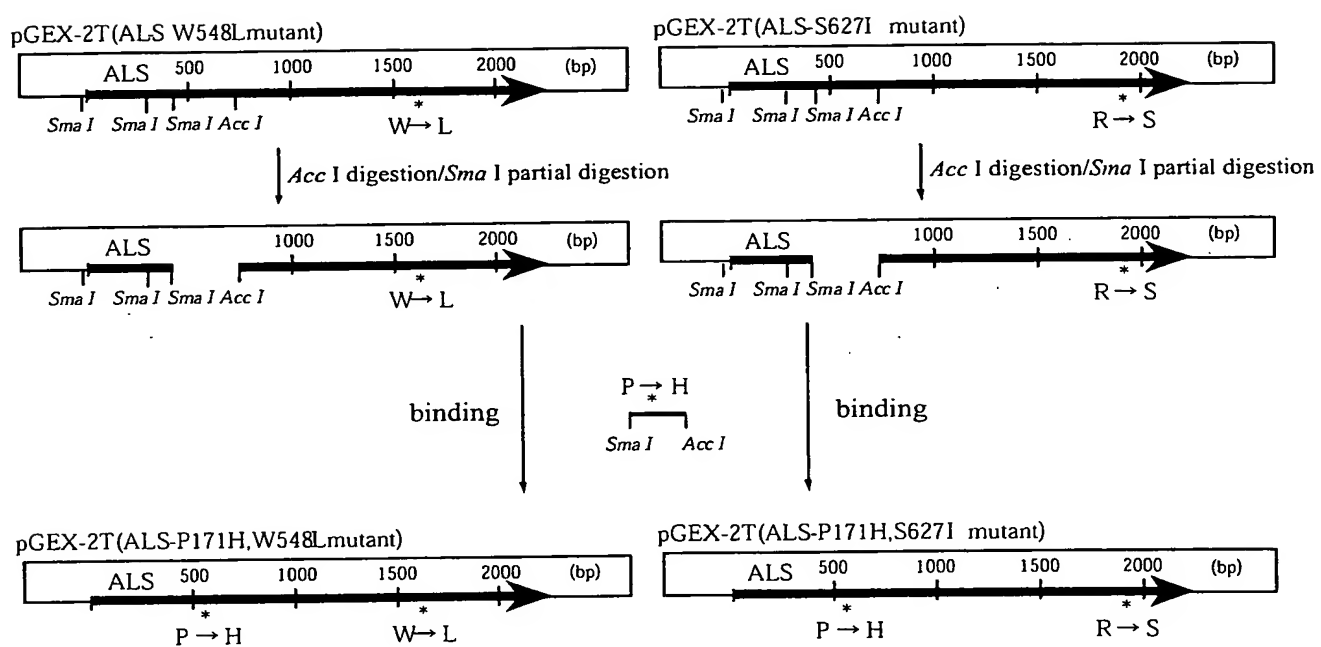 pGEX-2T(ALS W548Lmutant)
ALS 500 1000 1500 2000 (bp)
Sma I Sma I Sma I Acc I
*
W→ L
Acc I digestion/Sma I partial digestion
ALS 1000 1500 2000 (bp)
Sma I Sma I Sma I Acc I
*
W→ L
binding
pGEX-2T(ALS-S627I mutant)
ALS 500 1000 1500 2000 (bp)
Sma I Sma I Sma I Acc I
*
R → S
Acc I digestion/Sma I partial digestion
ALS 1000 1500 2000 (bp)
Sma I Sma I Sma I Acc I
*
R → S
binding
P → H
*
Sma I Acc I
pGEX-2T(ALS-P171H,W548Lmutant)
ALS 500 1000 1500 2000 (bp)
* *
P → H W→ L
pGEX-2T(ALS-P171H,S627I mutant)
ALS 500 1000 1500 2000 (bp)
* *
P → H R → S